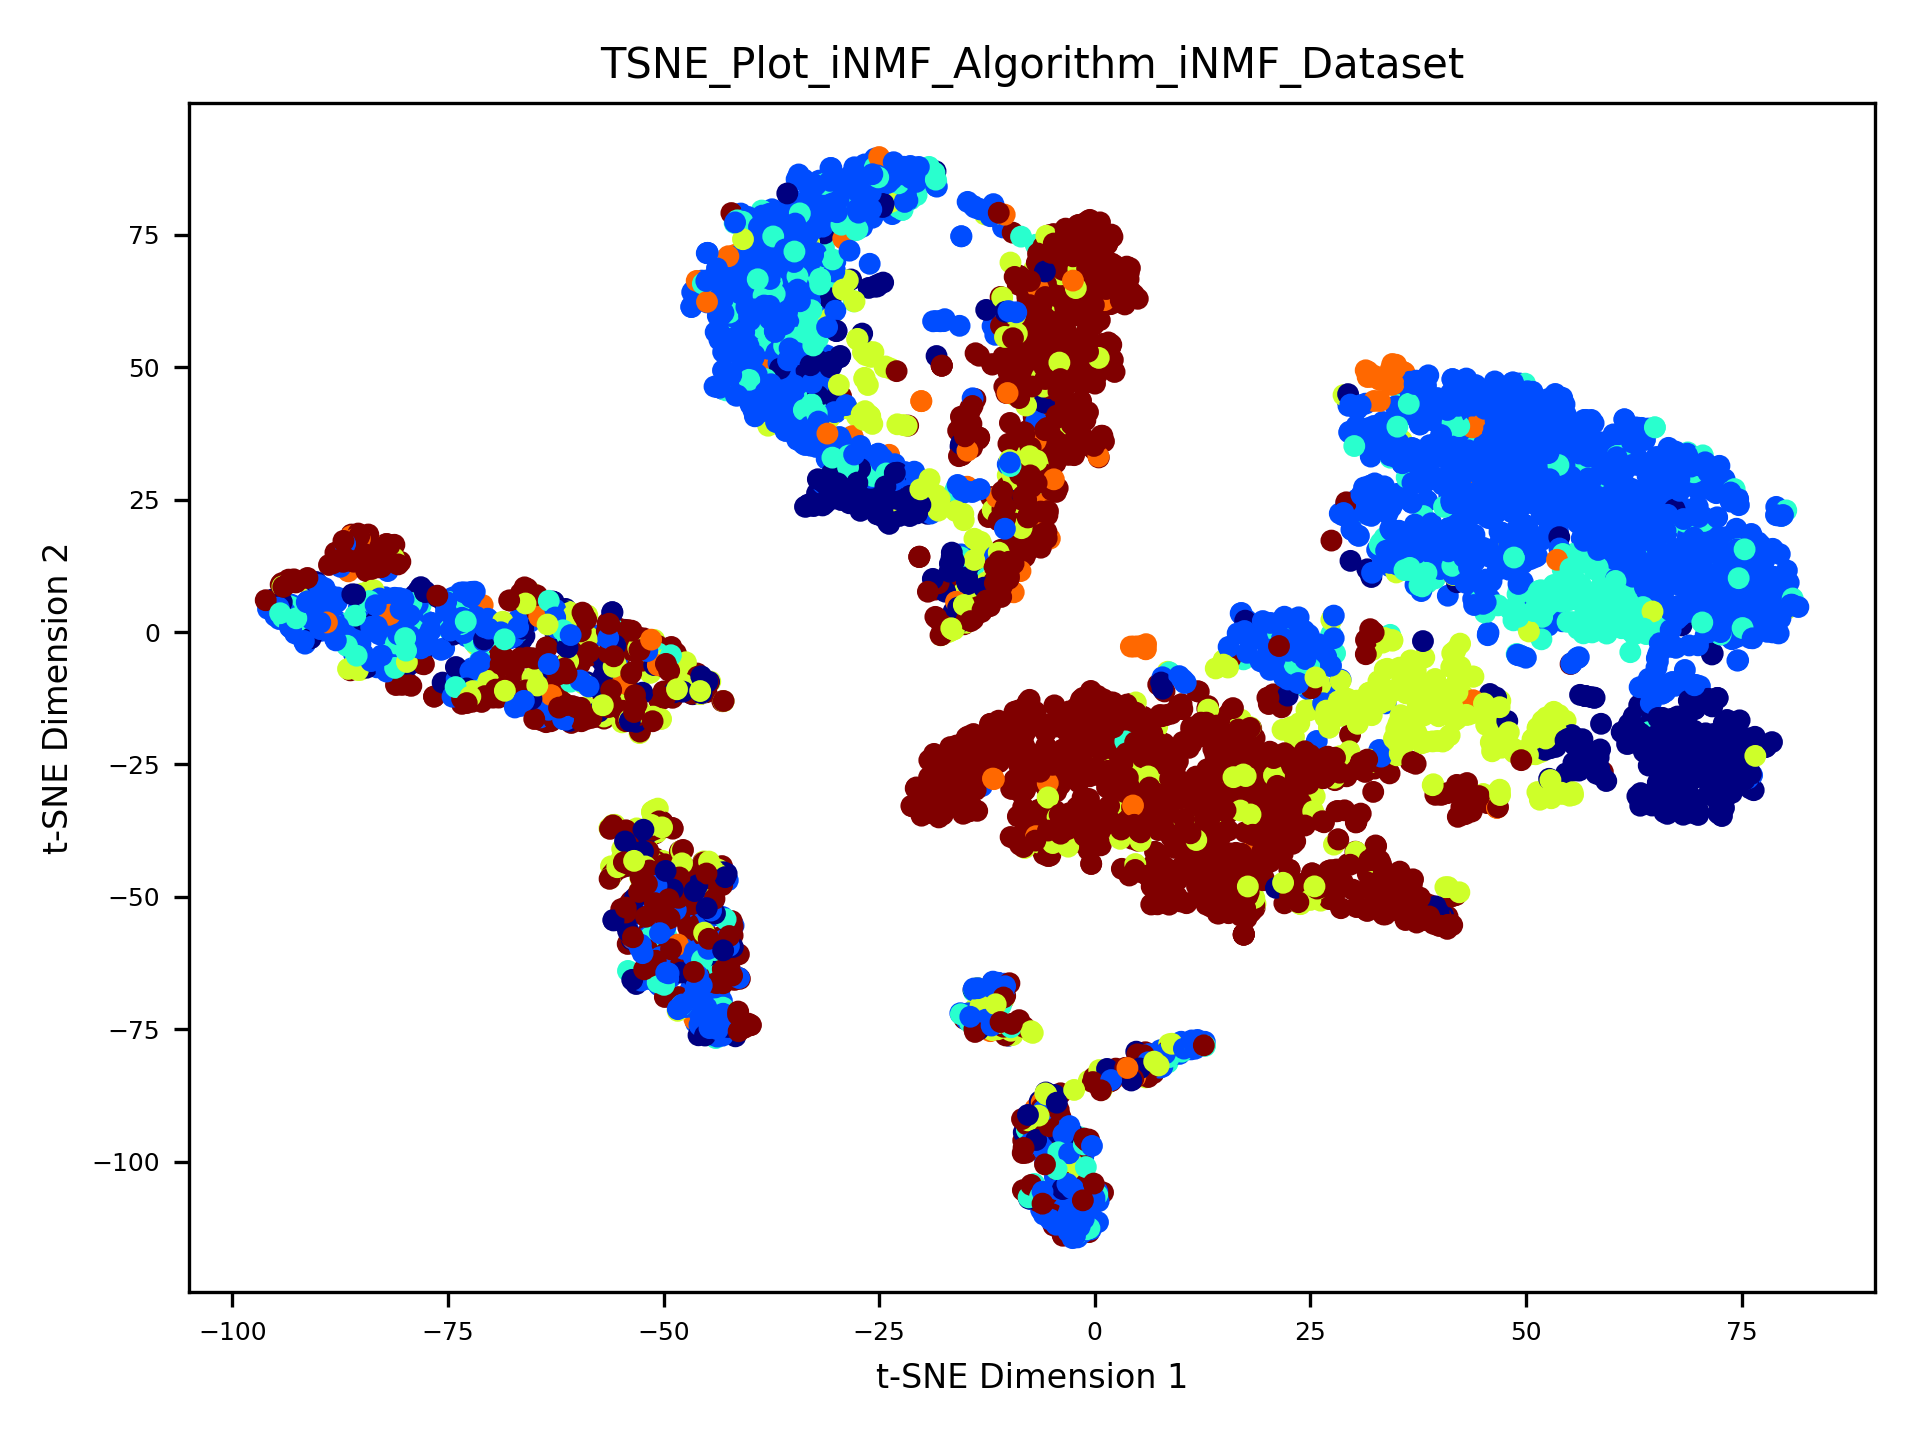 TSNE_Plot_iNMF_Algorithm_iNMF_Dataset
t-SNE Dimension 2
75
50
25
0
−25
−50
−75
−100
−100 −75 −50 −25 0 25 50 75
t-SNE Dimension 1